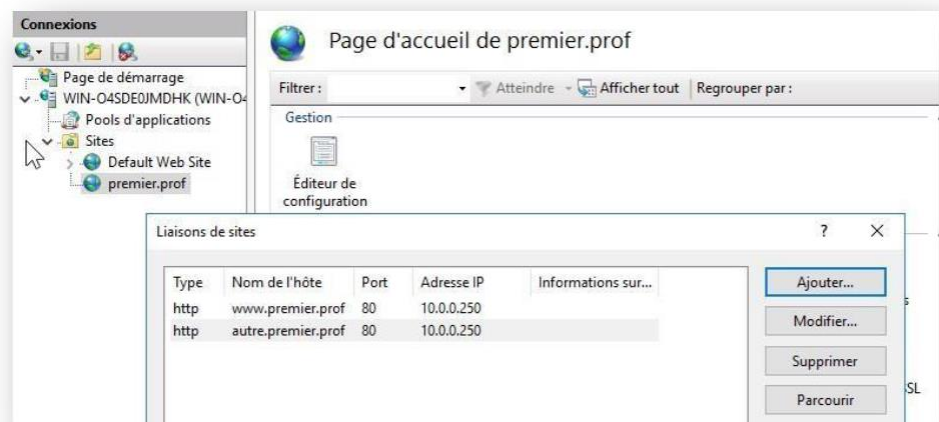 Connexions
Page de démarrage
WIN-O4SDE0JMDHK (WIN-O4
Pools d'applications
Sites
Default Web Site
premier.prof
Page d'accueil de premier.prof
Filtrer :
Atteindre
Afficher tout
Regrouper par :
Gestion
Éditeur de
configuration
Liaisons de sites
?
Type Nom de l'hôte Port Adresse IP Informations sur...
http www.premier.prof 80 10.0.0.250
http autre.premier.prof 80 10.0.0.250
Ajouter...
Modifier...
Supprimer
Parcourir
SL